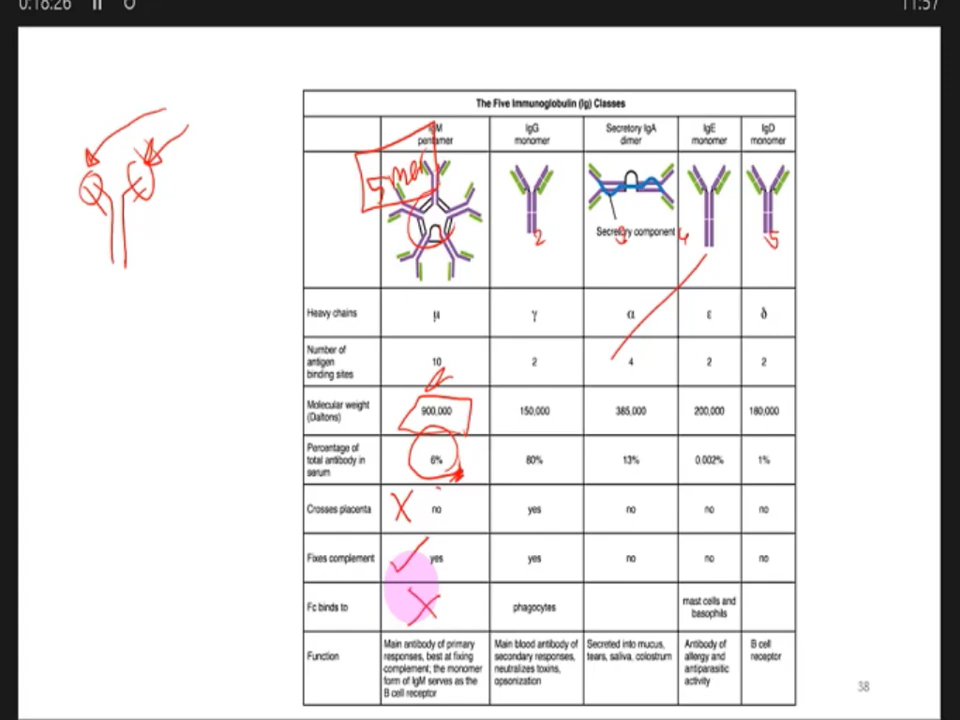 0:18:26
11:57
The Five Immunoglobulin (Ig) Classes
IgM pentamer
IgG monomer
Secretory IgA dimer
IgE monomer
IgD monomer
5 mer
2
3
4
5
Secretory component
Heavy chains
μ
γ
α
ε
δ
Number of
antigen
binding sites
10
2
4
2
2
Molecular weight
(Daltons)
900,000
150,000
385,000
200,000
180,000
Percentage of
total antibody in
serum
6%
80%
13%
0.002%
1%
Crosses placenta
no
yes
no
no
no
Fixes complement
yes
yes
no
no
no
Fc binds to
phagocytes
mast cells and
basophils
Function
Main antibody of primary
responses, best at fixing
complement; the monomer
form of IgM serves as the
B cell receptor
Main blood antibody of
secondary responses,
neutralizes toxins,
opsonization
Secreted into mucus,
tears, saliva, colostrum
Antibody of
allergy and
antiparasitic
activity
B cell
receptor
38